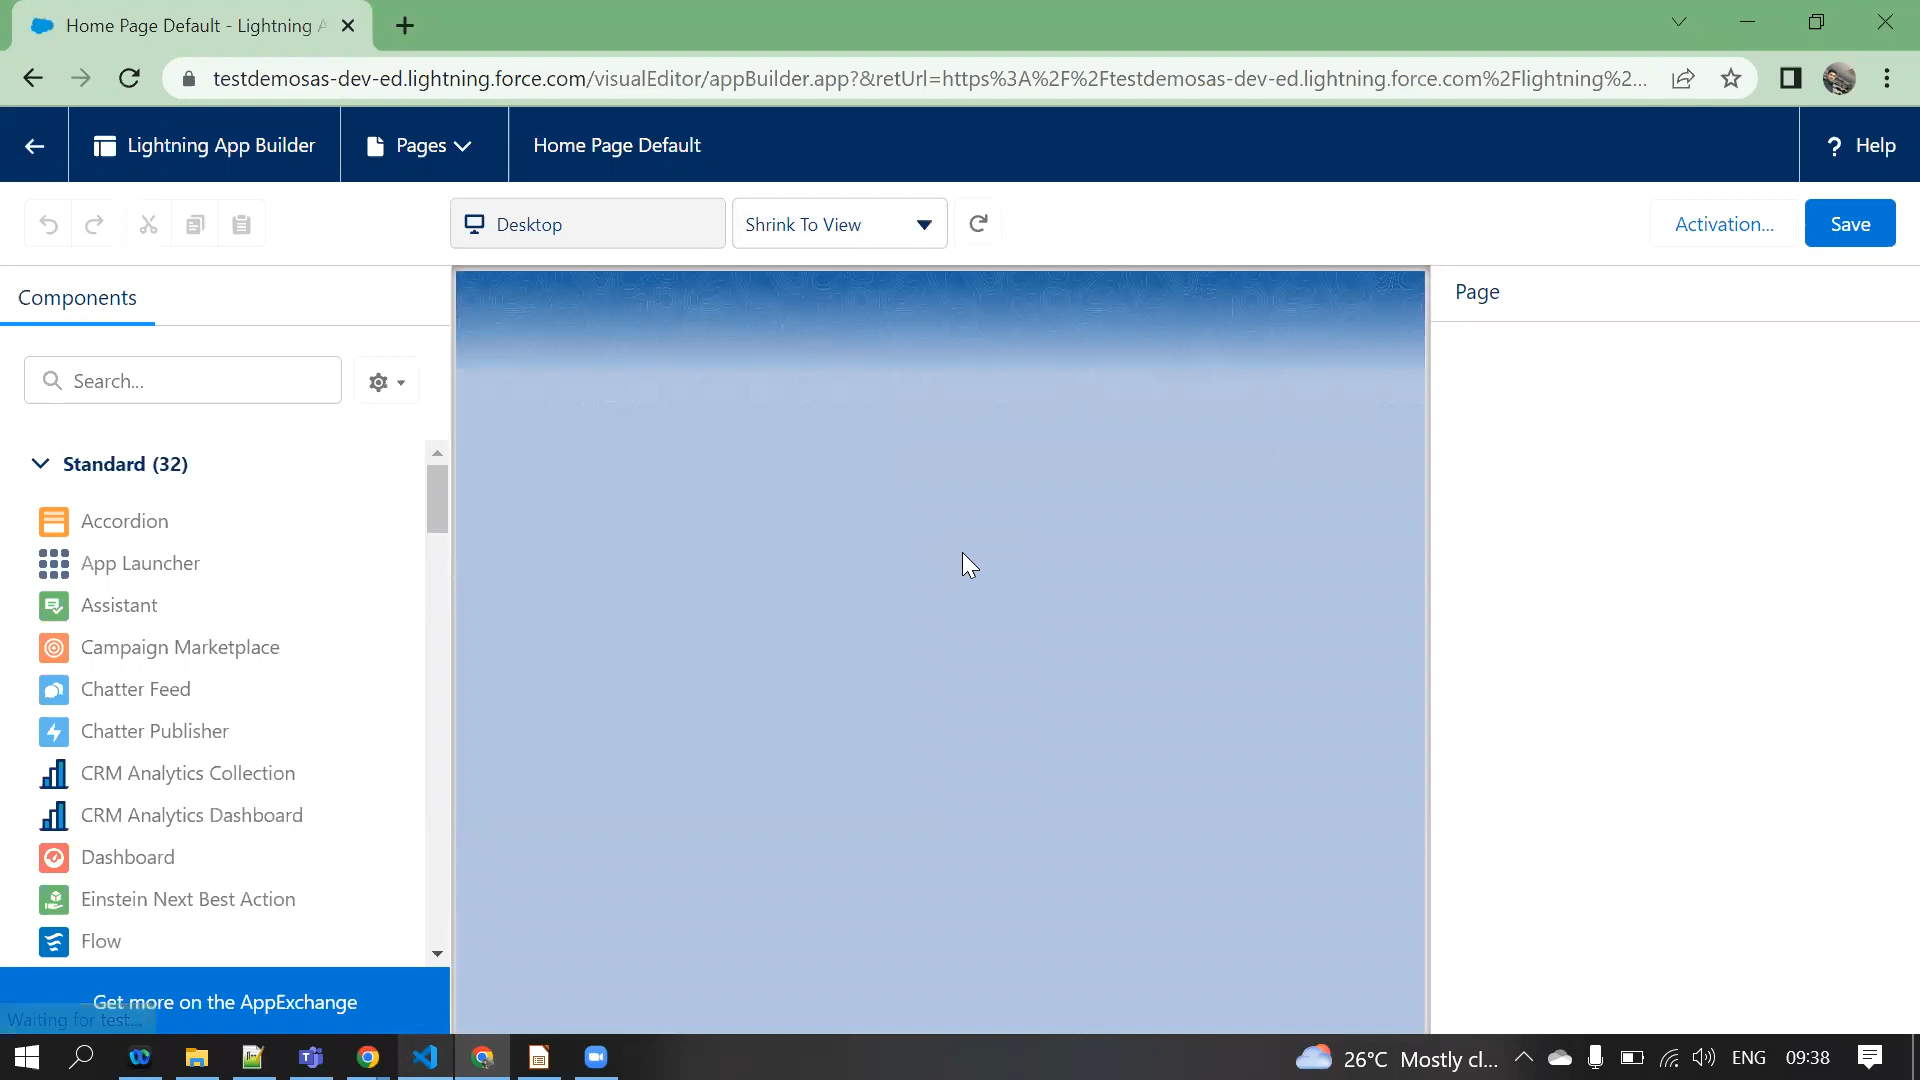 Home Page Default - Lightning A
testdemosas-dev-ed.lightning.force.com/visualEditor/appBuilder.app?&retUrl=https%3A%2F%2Ftestdemosas-dev-ed.lightning.force.com%2Flightning%2...
Lightning App Builder
Pages
Home Page Default
? Help
Desktop
Shrink To View
Activation...
Save
Components
Page
Search...
Standard (32)
Accordion
App Launcher
Assistant
Campaign Marketplace
Chatter Feed
Chatter Publisher
CRM Analytics Collection
CRM Analytics Dashboard
Dashboard
Einstein Next Best Action
Flow
Get more on the AppExchange
Waiting for test...
26°C Mostly cl...
ENG
09:38